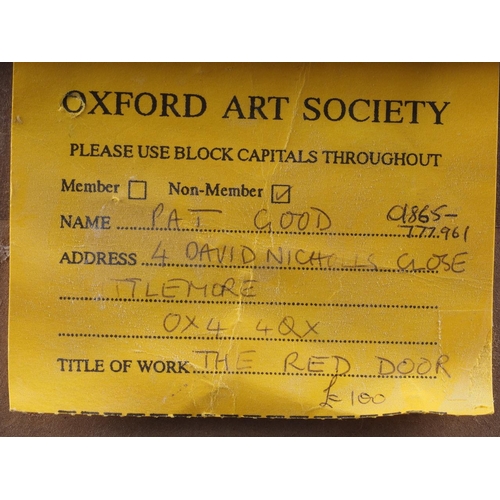 OXFORD ART SOCIETY
PLEASE USE BLOCK CAPITALS THROUGHOUT
Member ☐ Non-Member ☑
NAME PAT GOOD 01865-
777961
ADDRESS 4 DAVID NICHOLLS CLOSE
TTLEMORE
OX4 4QX
TITLE OF WORK THE RED DOOR
£100